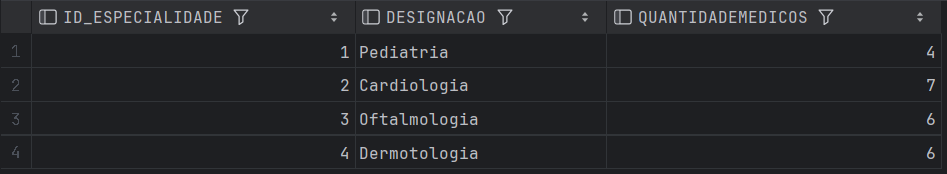 ID_ESPECIALIDADE DESIGNACAO QUANTIDADEMEDICOS
1 1 Pediatria 4
2 2 Cardiologia 7
3 3 Oftalmologia 6
4 4 Dermotologia 6